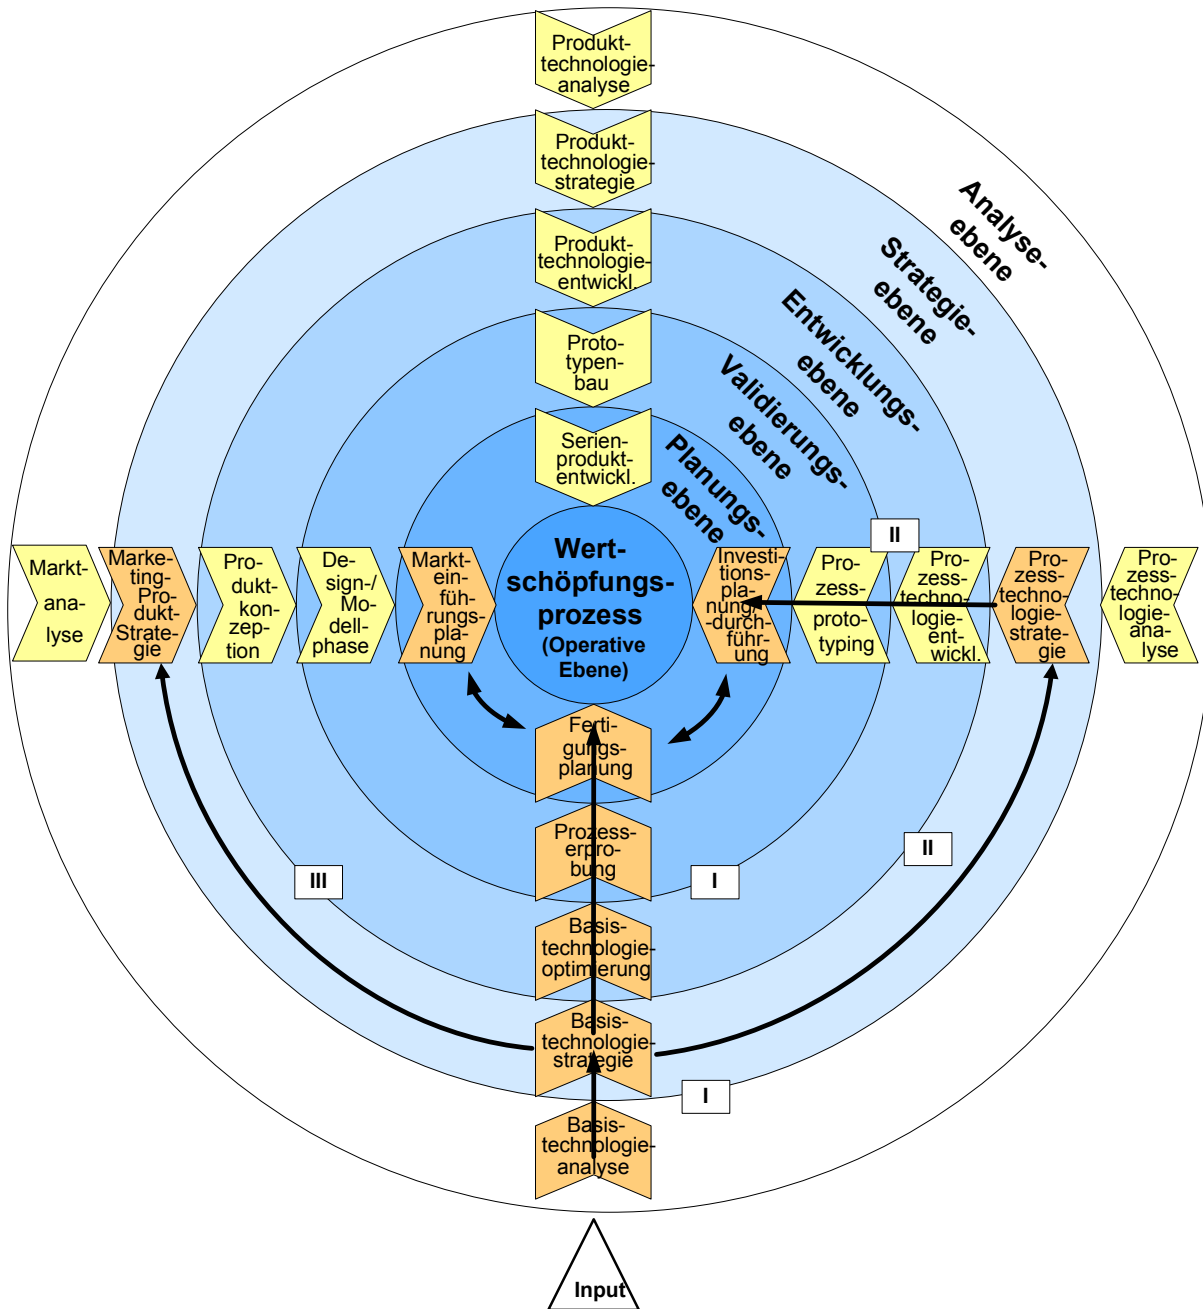 Produkt-
technologie-
analyse
Produkt-
technologie-
strategie
Produkt-
technologie-
entwickl.
Proto-
typen-
bau
Serien-
produkt-
entwickl.
Analyse-
ebene
Strategie-
ebene
Entwicklungs-
ebene
Validierungs-
ebene
Planungs-
ebene
Markt-
ana-
lyse
Marke-
ting-
Pro-
dukt-
Strate-
gie
Pro-
dukt-
kon-
zep-
tion
De-
sign-/
Mo-
dell-
phase
Markt-
ein-
füh-
rungs-
pla-
nung
Wert-
schöpfungs-
prozess
(Operative
Ebene)
Investi-
tions-
pla-
nung,
-durch-
führ-
ung
Pro-
zess-
proto-
typing
II
Pro-
zess-
techno-
logie-
ent-
wickl.
Pro-
zess-
techno-
logie-
strate-
gie
Pro-
zess-
techno-
logie-
ana-
lyse
Ferti-
gungs-
planung
Prozess-
erpro-
bung
Basis-
technologie-
optimierung
Basis-
technologie-
strategie
Basis-
technologie-
analyse
III
I
II
I
Input